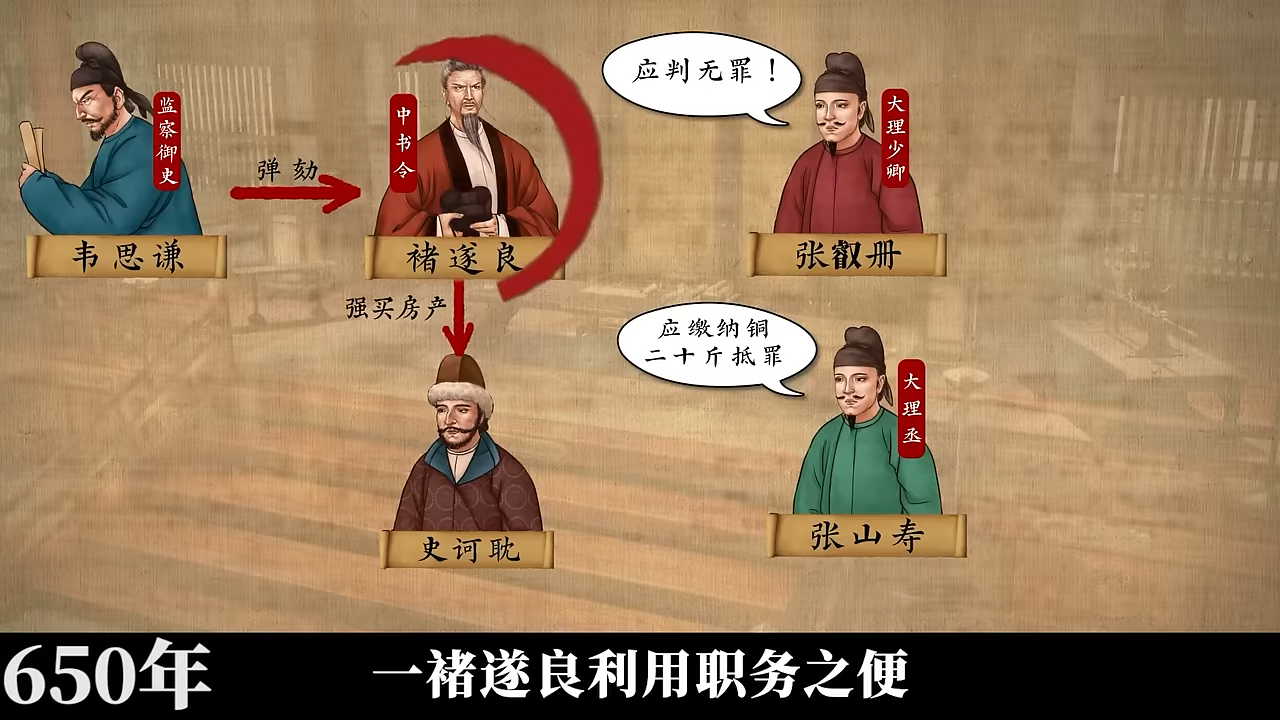 监察御史
弹劾
韦思谦
中书令
褚遂良
强买房产
史诃耽
应判无罪！
大理少卿
张叡册
应缴纳铜
二十斤抵罪
大理丞
张山寿
650年
一褚遂良利用职务之便